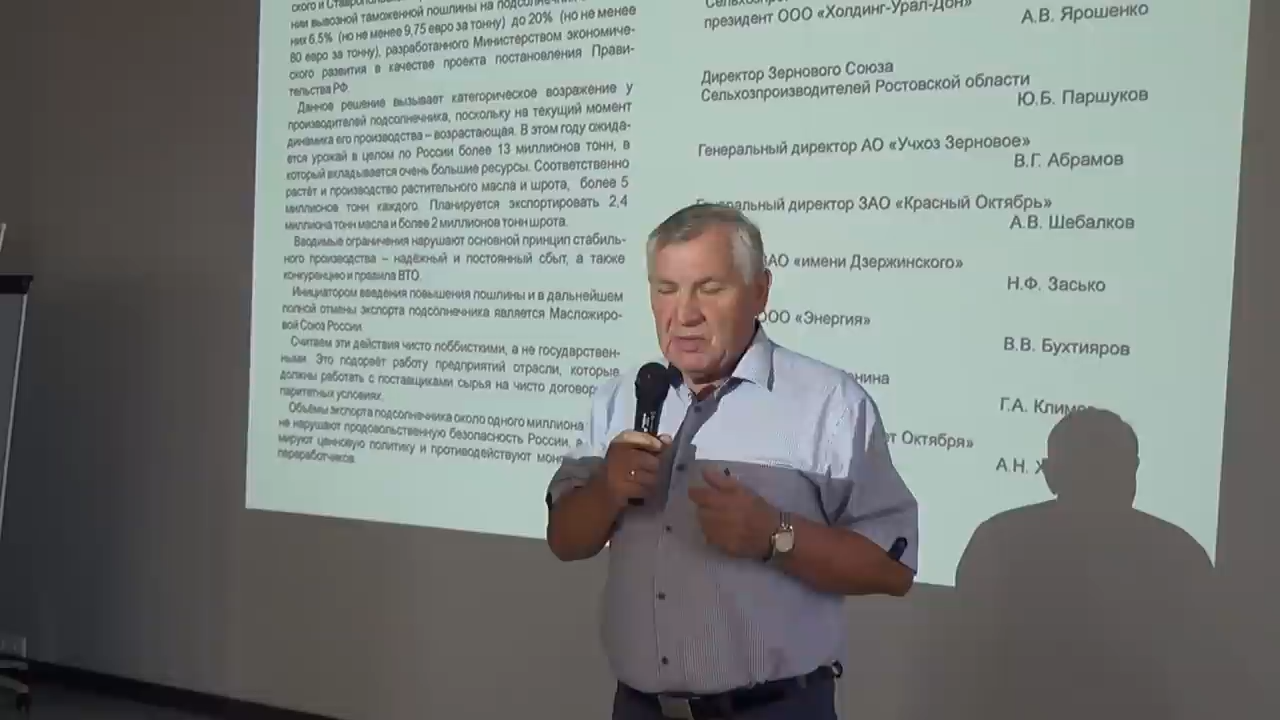 ского и Ставропольского
нии вывозной таможенной пошлины на подсолнечник
них 6,5% (но не менее 9,75 евро за тонну) до 20% (но не менее
80 евро за тонну), разработанного Министерством экономиче-
ского развития в качестве проекта постановления Прави-
тельства РФ.
Данное решение вызывает категорическое возражение у
производителей подсолнечника, поскольку на текущий момент
динамика его производства – возрастающая. В этом году ожида-
ется урожай в целом по России более 13 миллионов тонн, в
который вкладывается очень большие ресурсы. Соответственно
растёт и производство растительного масла и шрота, более 5
миллионов тонн каждого. Планируется экспортировать 2,4
миллиона тонн масла и более 2 миллионов тонн шрота.
Вводимые ограничения нарушают основной принцип стабиль-
ного производства – надёжный и постоянный сбыт, а также
конкуренцию и правила ВТО.
Инициатором введения повышения пошлины и в дальнейшем
полной отмены экспорта подсолнечника является Масложиро-
вой Союз России.
Считаем эти действия чисто лоббисткими, а не государствен-
ными. Это подорвёт работу предприятий отрасли, которые
должны работать с поставщиками сырья на чисто договор
паритетных условиях.
Объёмы экспорта подсолнечника около одного миллиона
не нарушают продовольственную безопасность России, а
мируют ценновую политику и противодействуют моно
переработчиков.
президент ООО «Холдинг-Урал-Дон»
А.В. Ярошенко
Директор Зернового Союза
Сельхозпроизводителей Ростовской области
Ю.Б. Паршуков
Генеральный директор АО «Учхоз Зерновое»
В.Г. Абрамов
Генеральный директор ЗАО «Красный Октябрь»
А.В. Шебалков
ЗАО «имени Дзержинского»
Н.Ф. Засько
ООО «Энергия»
В.В. Бухтияров
енина
Г.А. Климо
ет Октября»
А.Н. Х